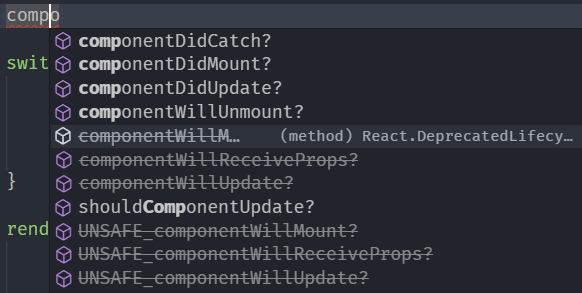 compo
componentDidCatch?
swit
componentDidMount?
componentDidUpdate?
componentWillUnmount?
componentWillM… (method) React.DeprecatedLifecy…
componentWillReceiveProps?
componentWillUpdate?
}
shouldComponentUpdate?
rend
UNSAFE_componentWillMount?
UNSAFE_componentWillReceiveProps?
UNSAFE_componentWillUpdate?